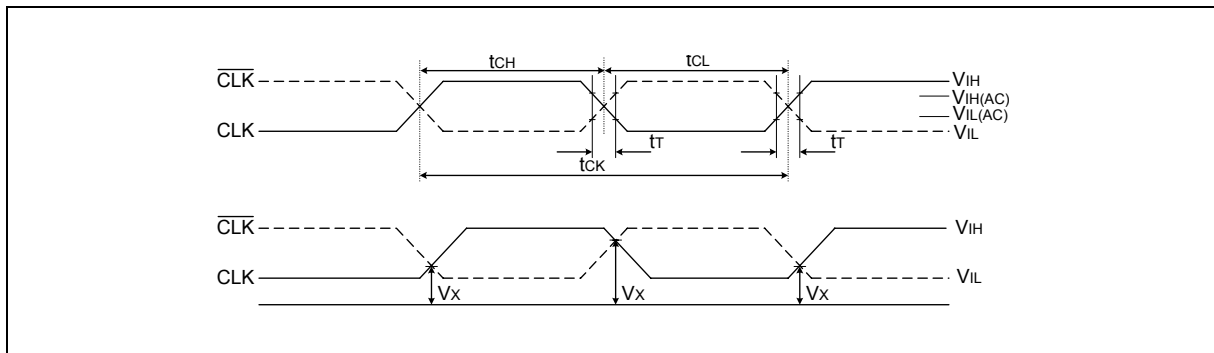 tCH tCL
CLK VIH
VIH(AC)
VIL(AC)
CLK VIL
tT tT
tCK
CLK VIH
CLK VIL
VX VX VX